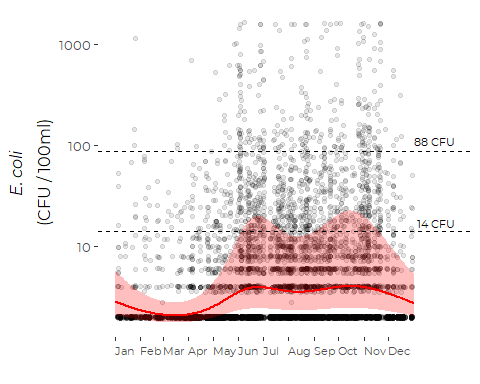 1000
100
10
E. coli
(CFU / 100ml)
88 CFU
14 CFU
Jan Feb Mar Apr May Jun Jul Aug Sep Oct Nov Dec